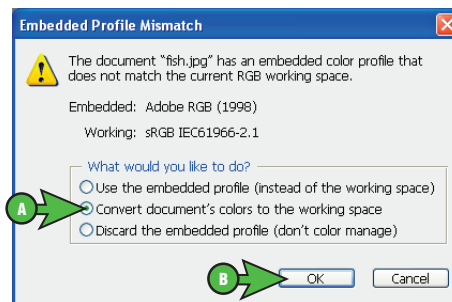 Embedded Profile Mismatch
The document "fish.jpg" has an embedded color profile that
does not match the current RGB working space.
Embedded: Adobe RGB (1998)
Working: sRGB IEC61966-2.1
What would you like to do?
Use the embedded profile (instead of the working space)
A Convert document's colors to the working space
Discard the embedded profile (don't color manage)
B OK Cancel